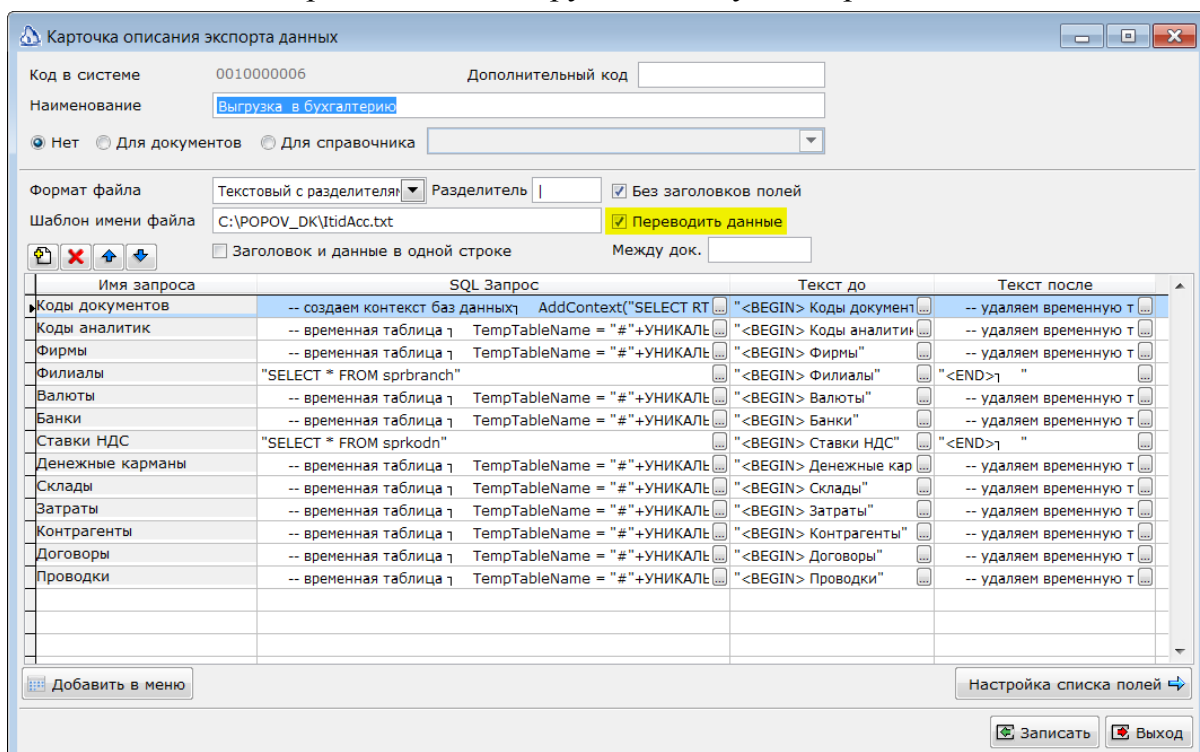 Карточка описания экспорта данных
Код в системе 0010000006 Дополнительный код
Наименование Выгрузка в бухгалтерию
Нет Для документов Для справочника
Формат файла Текстовый с разделителям Разделитель | Без заголовков полей
Шаблон имени файла C:\POPOV_DK\ItidAcc.txt Переводить данные
Заголовок и данные в одной строке Между док.
Имя запроса SQL Запрос Текст до Текст после
Коды документов -- создаем контекст баз данных┐ AddContext("SELECT RT ... "<BEGIN> Коды документ ... -- удаляем временную т ...
Коды аналитик -- временная таблица ┐ TempTableName = "#"+УНИКАЛЬ ... "<BEGIN> Коды аналитик ... -- удаляем временную т ...
Фирмы -- временная таблица ┐ TempTableName = "#"+УНИКАЛЬ ... "<BEGIN> Фирмы" ... -- удаляем временную т ...
Филиалы "SELECT * FROM sprbranch" ... "<BEGIN> Филиалы" ... "<END>┐ " ...
Валюты -- временная таблица ┐ TempTableName = "#"+УНИКАЛЬ ... "<BEGIN> Валюты" ... -- удаляем временную т ...
Банки -- временная таблица ┐ TempTableName = "#"+УНИКАЛЬ ... "<BEGIN> Банки" ... -- удаляем временную т ...
Ставки НДС "SELECT * FROM sprkodn" ... "<BEGIN> Ставки НДС" ... "<END>┐ " ...
Денежные карманы -- временная таблица ┐ TempTableName = "#"+УНИКАЛЬ ... "<BEGIN> Денежные кар ... -- удаляем временную т ...
Склады -- временная таблица ┐ TempTableName = "#"+УНИКАЛЬ ... "<BEGIN> Склады" ... -- удаляем временную т ...
Затраты -- временная таблица ┐ TempTableName = "#"+УНИКАЛЬ ... "<BEGIN> Затраты" ... -- удаляем временную т ...
Контрагенты -- временная таблица ┐ TempTableName = "#"+УНИКАЛЬ ... "<BEGIN> Контрагенты" ... -- удаляем временную т ...
Договоры -- временная таблица ┐ TempTableName = "#"+УНИКАЛЬ ... "<BEGIN> Договоры" ... -- удаляем временную т ...
Проводки -- временная таблица ┐ TempTableName = "#"+УНИКАЛЬ ... "<BEGIN> Проводки" ... -- удаляем временную т ...
Добавить в меню Настройка списка полей
Записать Выход